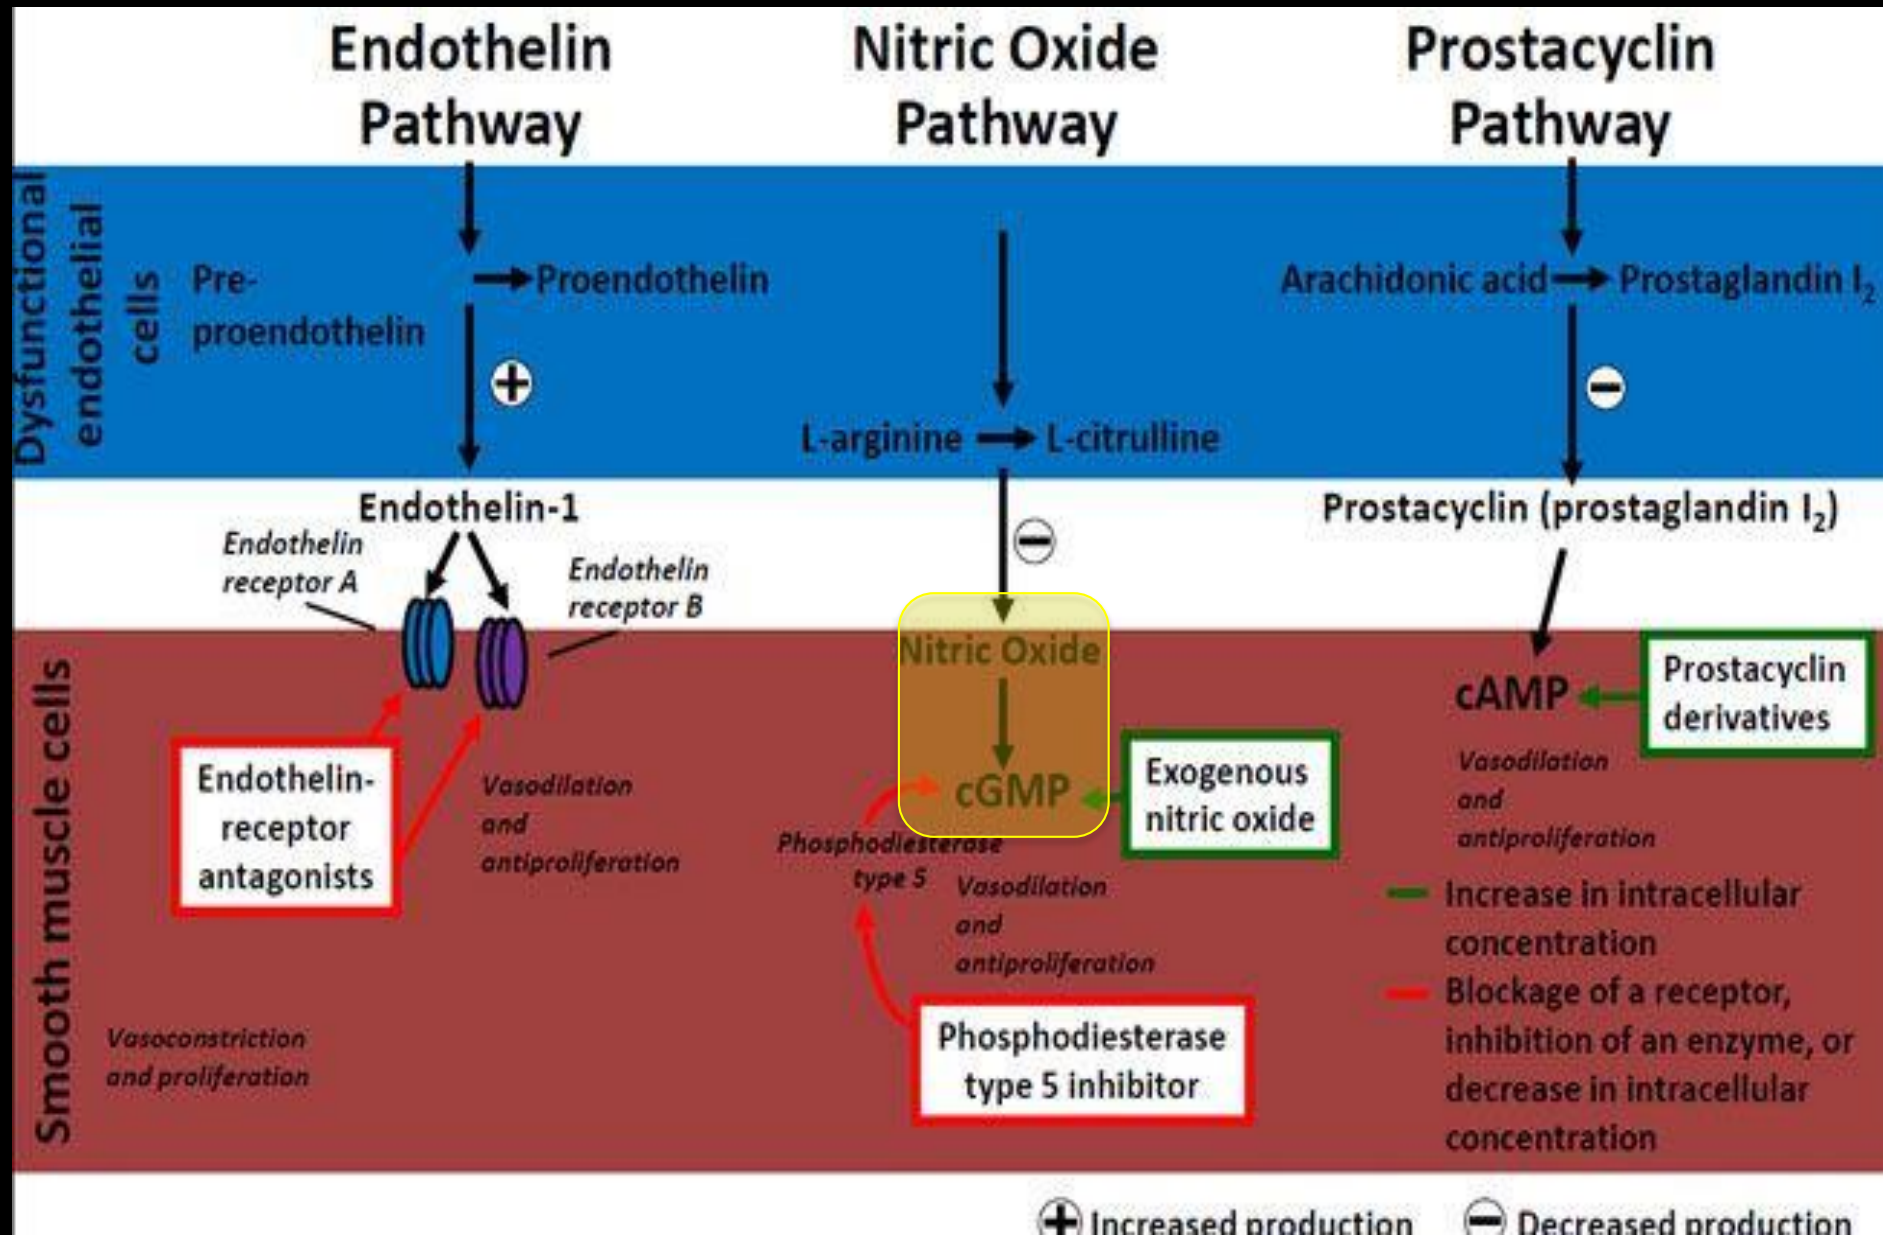 Endothelin
Pathway
Nitric Oxide
Pathway
Prostacyclin
Pathway
Dysfunctional
endothelial
cells
Pre-
proendothelin
Proendothelin
L-arginine
L-citrulline
Arachidonic acid
Prostaglandin I₂
Endothelin-1
Endothelin
receptor A
Endothelin
receptor B
Prostacyclin (prostaglandin I₂)
Smooth muscle cells
Nitric Oxide
cGMP
cAMP
Prostacyclin
derivatives
Endothelin-
receptor
antagonists
Vasodilation
and
antiproliferation
Exogenous
nitric oxide
Phosphodiesterase
type 5
Vasodilation
and
antiproliferation
Vasodilation
and
antiproliferation
Vasoconstriction
and proliferation
Phosphodiesterase
type 5 inhibitor
Increase in intracellular
concentration
Blockage of a receptor,
inhibition of an enzyme, or
decrease in intracellular
concentration
+ Increased production
− Decreased production